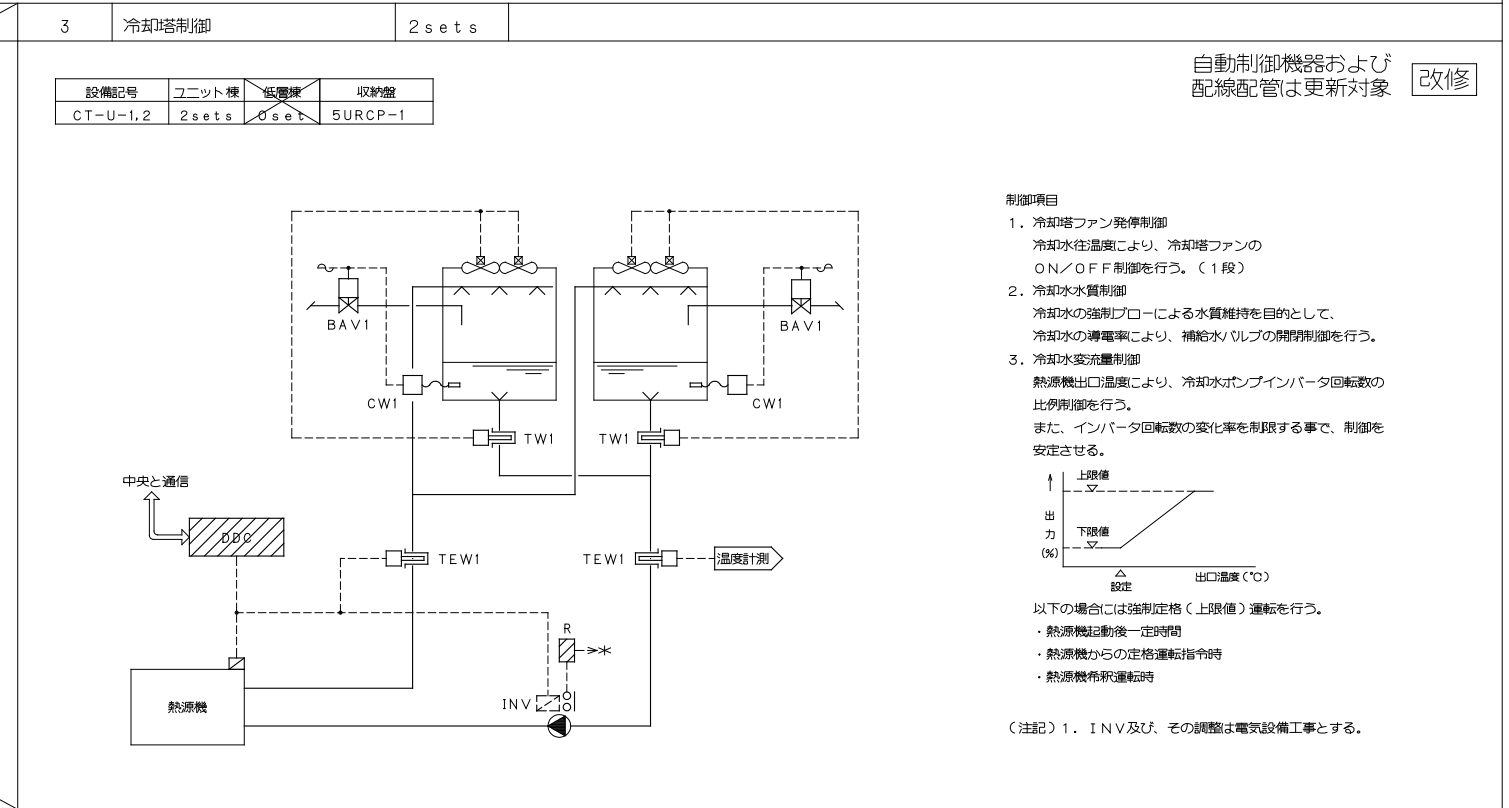 3 冷却塔制御 2sets
自動制御機器および
配線配管は更新対象
改修
設備記号 ユニット棟 低層棟 収納盤
CT-U-1,2 2sets 0set 5URCP-1
BAV1
BAV1
CW1
CW1
TW1
TW1
中央と通信
DDC
TEW1
TEW1
温度計測
R
INV
熱源機
制御項目
1. 冷却塔ファン発停制御
冷却水往温度により、冷却塔ファンの
ON/OFF制御を行う。(1段)
2. 冷却水水質制御
冷却水の強制ブローによる水質維持を目的として、
冷却水の導電率により、補給水バルブの開閉制御を行う。
3. 冷却水変流量制御
熱源機出口温度により、冷却水ポンプインバータ回転数の
比例制御を行う。
また、インバータ回転数の変化率を制限する事で、制御を
安定させる。
上限値
出力(%)
下限値
設定
出口温度(℃)
以下の場合には強制定格(上限値)運転を行う。
・熱源機起動後一定時間
・熱源機からの定格運転指令時
・熱源機希釈運転時
(注記)1. INV及び、その調整は電気設備工事とする。